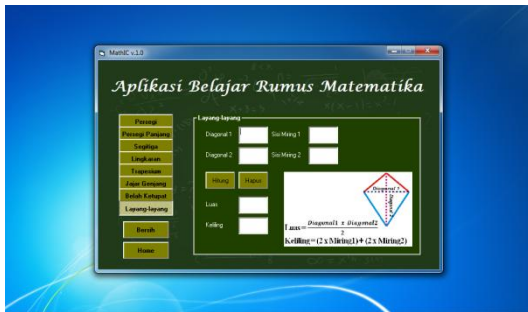 MathIC v.1.0
Aplikasi Belajar Rumus Matematika
Persegi
Persegi Panjang
Segitiga
Lingkaran
Trapesium
Jajar Genjang
Belah Ketupat
Layang-layang
Bersih
Home
Layang-layang
Diagonal 1 Sisi Miring 1
Diagonal 2 Sisi Miring 2
Hitung Hapus
Luas
Keliling
Diagonal 1
Diagonal 2
Luas= Diagonal1 x Diagonal2
2
Keliling=(2 x Miring1)+ (2 x Miring2)